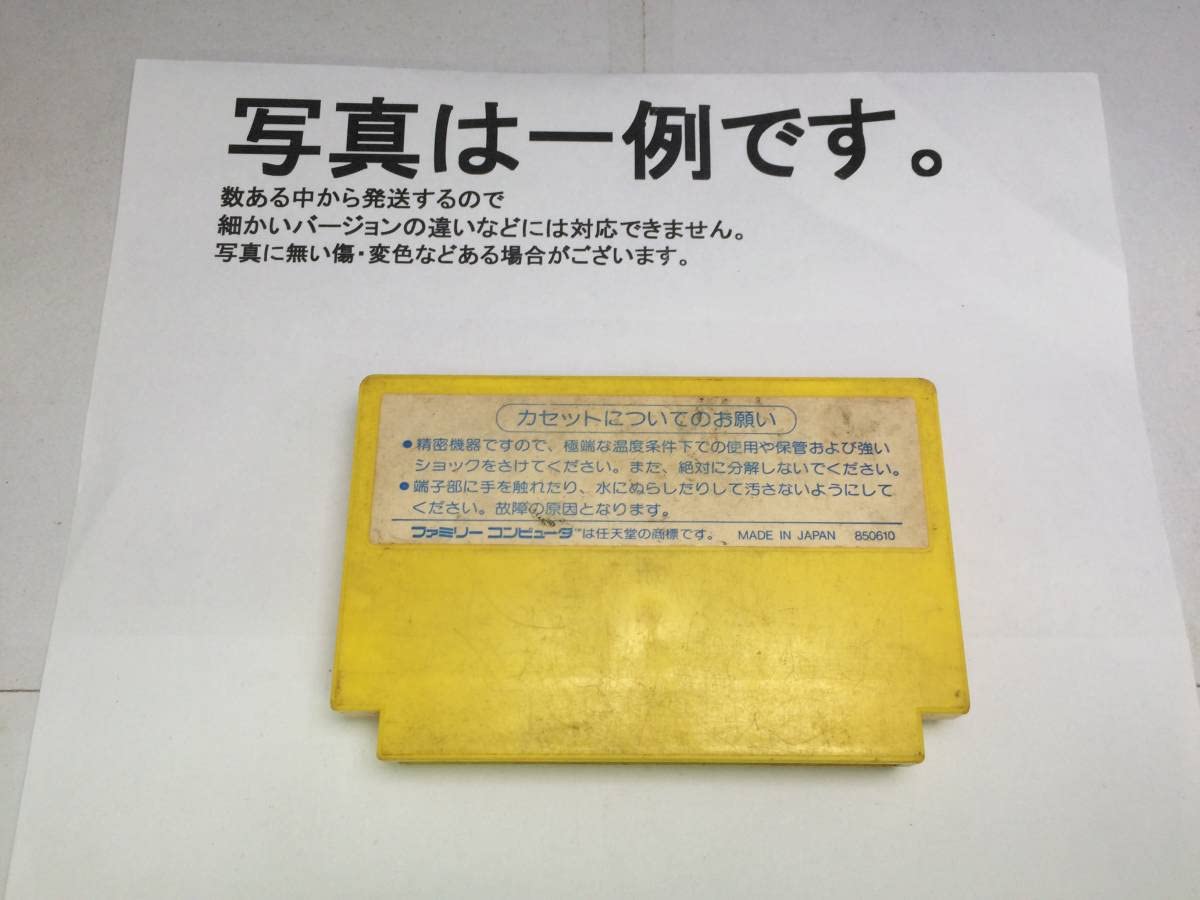 写真は一例です。
数ある中から発送するので
細かいバージョンの違いなどには対応できません。
写真に無い傷・変色などある場合がございます。
カセットについてのお願い
●精密機器ですので、極端な温度条件下での使用や保管および強い
ショックをさけてください。また、絶対に分解しないでください。
●端子部に手を触れたり、水にぬらしたりして汚さないようにして
ください。故障の原因となります。
ファミリー コンピュータ™は任天堂の商標です。 MADE IN JAPAN 850610